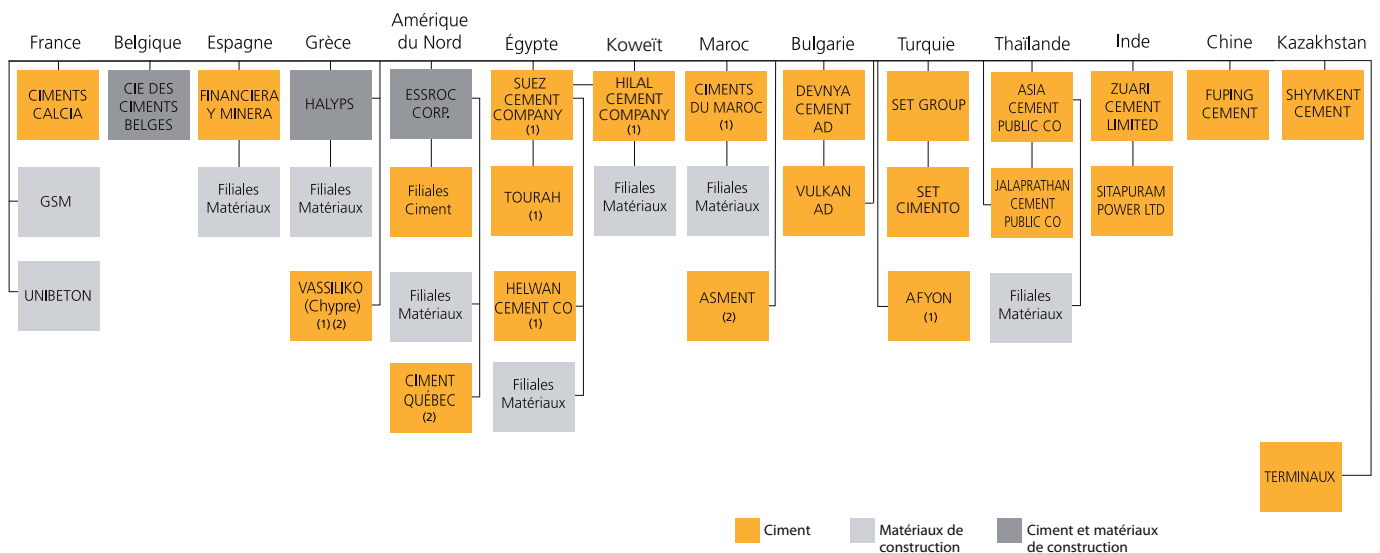 France
Belgique
Espagne
Grèce
Amérique
du Nord
Égypte
Koweït
Maroc
Bulgarie
Turquie
Thaïlande
Inde
Chine
Kazakhstan
CIMENTS
CALCIA
CIE DES
CIMENTS
BELGES
FINANCIERA
Y MINERA
HALYPS
ESSROC
CORP.
SUEZ
CEMENT
COMPANY
(1)
HILAL
CEMENT
COMPANY
(1)
CIMENTS
DU MAROC
(1)
DEVNYA
CEMENT
AD
SET GROUP
ASIA
CEMENT
PUBLIC CO
ZUARI
CEMENT
LIMITED
FUPING
CEMENT
SHYMKENT
CEMENT
GSM
Filiales
Matériaux
Filiales
Matériaux
Filiales
Ciment
TOURAH
(1)
Filiales
Matériaux
Filiales
Matériaux
VULKAN
AD
SET
CIMENTO
JALAPRATHAN
CEMENT
PUBLIC CO
SITAPURAM
POWER LTD
UNIBETON
VASSILIKO
(Chypre)
(1) (2)
Filiales
Matériaux
HELWAN
CEMENT CO
(1)
ASMENT
(2)
AFYON
(1)
Filiales
Matériaux
CIMENT
QUÉBEC
(2)
Filiales
Matériaux
TERMINAUX
Ciment
Matériaux de
construction
Ciment et matériaux
de construction